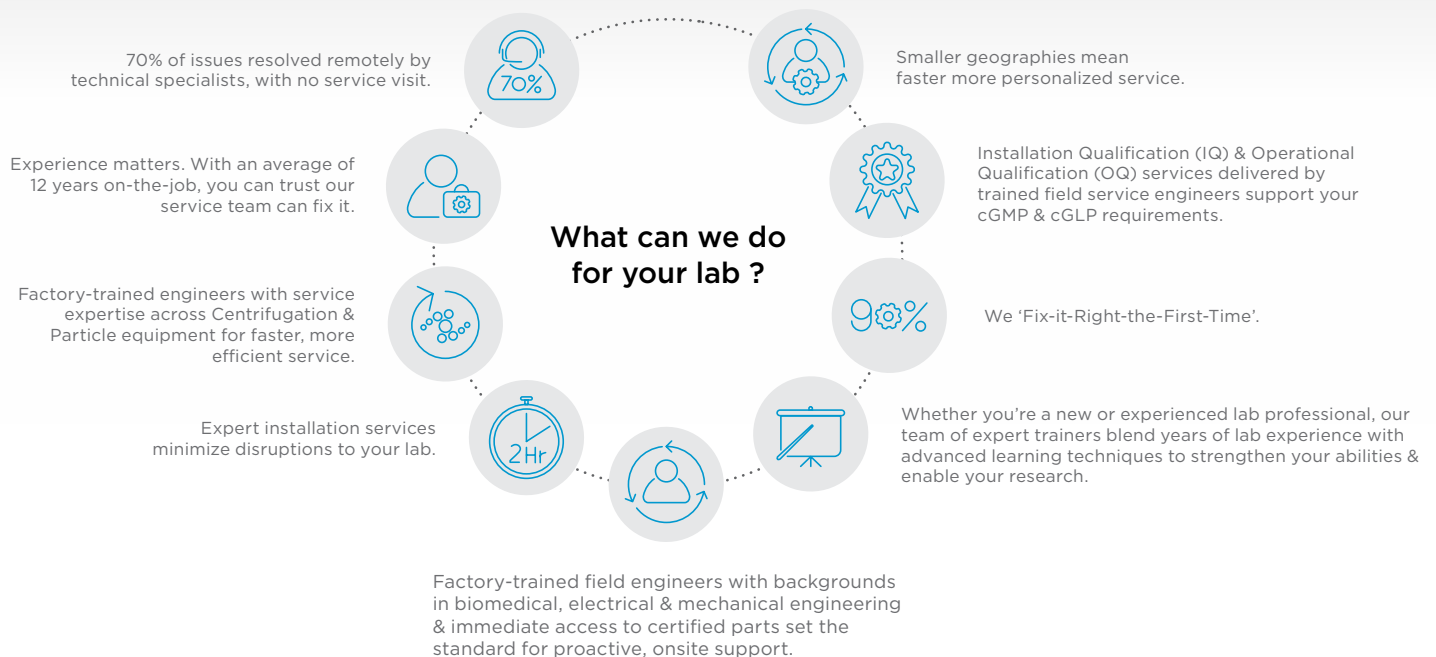 70% of issues resolved remotely by
technical specialists, with no service visit.
70%
Smaller geographies mean
faster more personalized service.
Experience matters. With an average of
12 years on-the-job, you can trust our
service team can fix it.
Installation Qualification (IQ) & Operational
Qualification (OQ) services delivered by
trained field service engineers support your
cGMP & cGLP requirements.
What can we do
for your lab ?
Factory-trained engineers with service
expertise across Centrifugation &
Particle equipment for faster, more
efficient service.
90%
We ‘Fix-it-Right-the-First-Time’.
Expert installation services
minimize disruptions to your lab.
2Hr
Whether you’re a new or experienced lab professional, our
team of expert trainers blend years of lab experience with
advanced learning techniques to strengthen your abilities &
enable your research.
Factory-trained field engineers with backgrounds
in biomedical, electrical & mechanical engineering
& immediate access to certified parts set the
standard for proactive, onsite support.